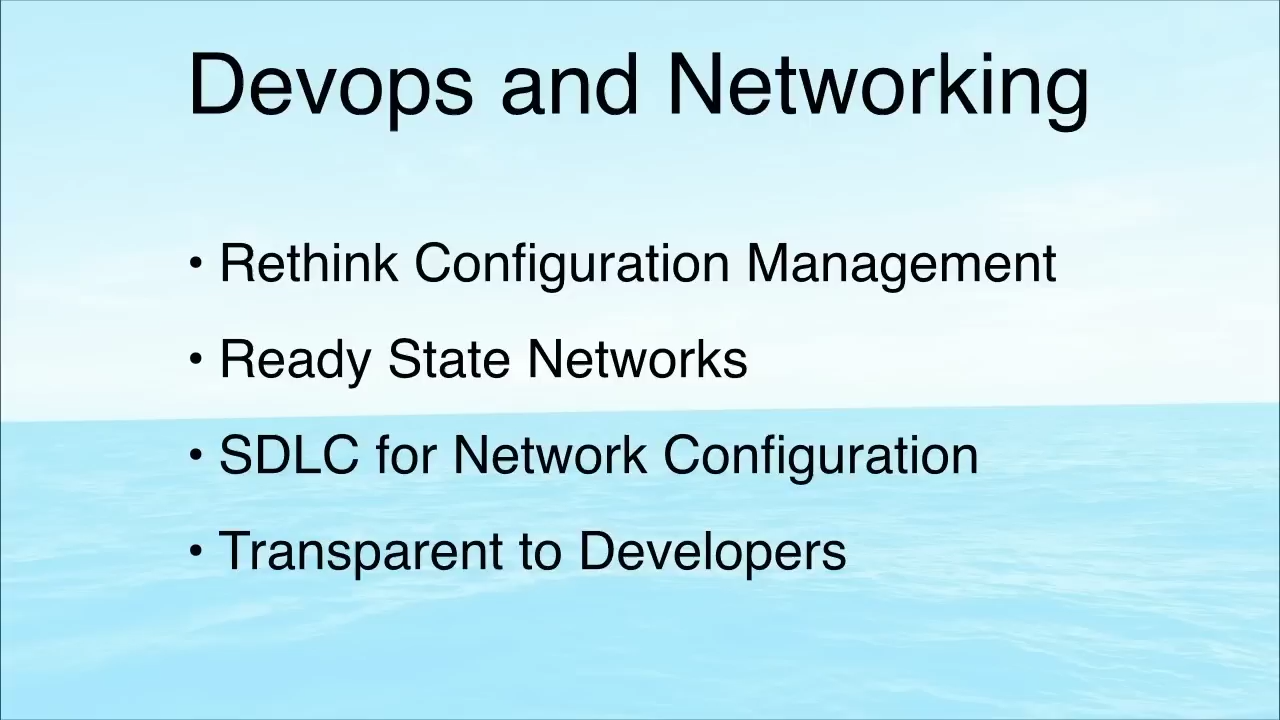 Devops and Networking
• Rethink Configuration Management
• Ready State Networks
• SDLC for Network Configuration
• Transparent to Developers